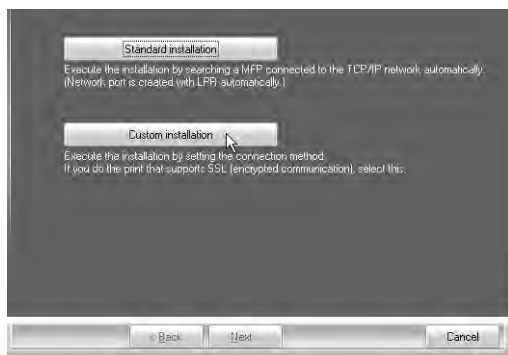 Standard installation
Execute the installation by searching a MFP connected to the TCP/IP network automatically.
(Network port is created with LPR automatically.)
Custom installation
Execute the installation by setting the connection method.
If you do the print that supports SSL (encrypted communication), select this.
< Back
Next
Cancel